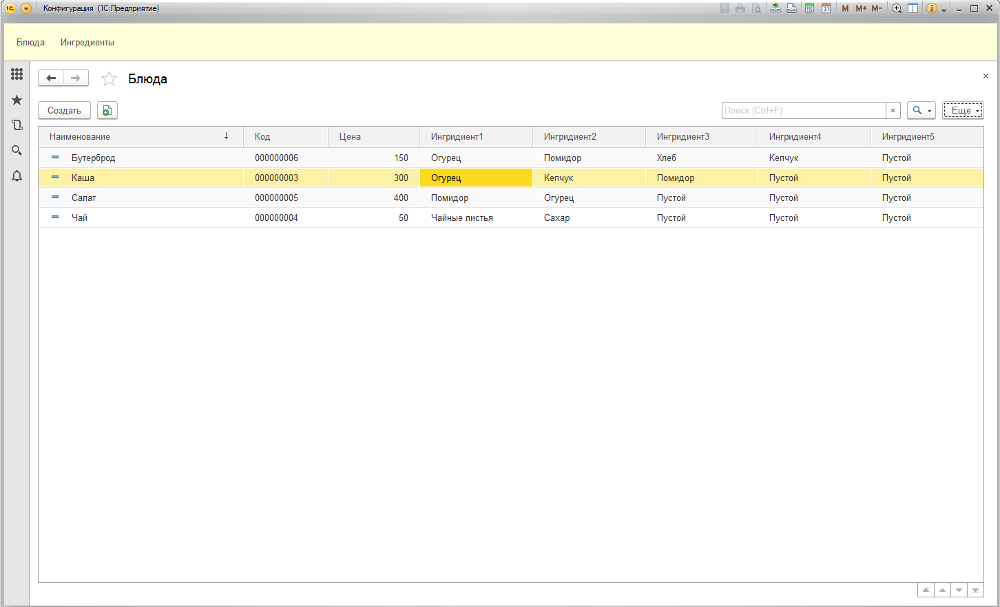 1С Конфигурация (1С:Предприятие) 31 M M+ M- i
Блюда Ингредиенты
Блюда
Создать Поиск (Ctrl+F) × Еще
Наименование ↓ Код Цена Ингридиент1 Ингридиент2 Ингридиент3 Ингридиент4 Ингридиент5
Бутерброд 000000006 150 Огурец Помидор Хлеб Кепчук Пустой
Каша 000000003 300 Огурец Кепчук Помидор Пустой Пустой
Салат 000000005 400 Помидор Огурец Пустой Пустой Пустой
Чай 000000004 50 Чайные листья Сахар Пустой Пустой Пустой